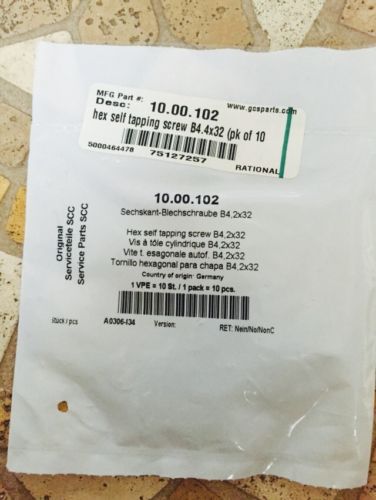 MFG Part #:
Desc: 10.00.102
www.gcsparts.com
hex self tapping screw B4.4x32 (pk of 10
5000464478
75127257
RATIONAL
10.00.102
Sechskant-Blechschraube B4,2x32
Hex self tapping screw B4,2x32
Vis à tôle cylindrique B4,2x32
Vite t. esagonale autof. B4,2x32
Tornillo hexagonal para chapa B4,2x32
Country of origin: Germany
1 VPE = 10 St. / 1 pack = 10 pcs.
Stück / pcs
A0306-I34
Version:
RET: Nein/No/NonC
Original
Serviceteile SCC
Service Parts SCC